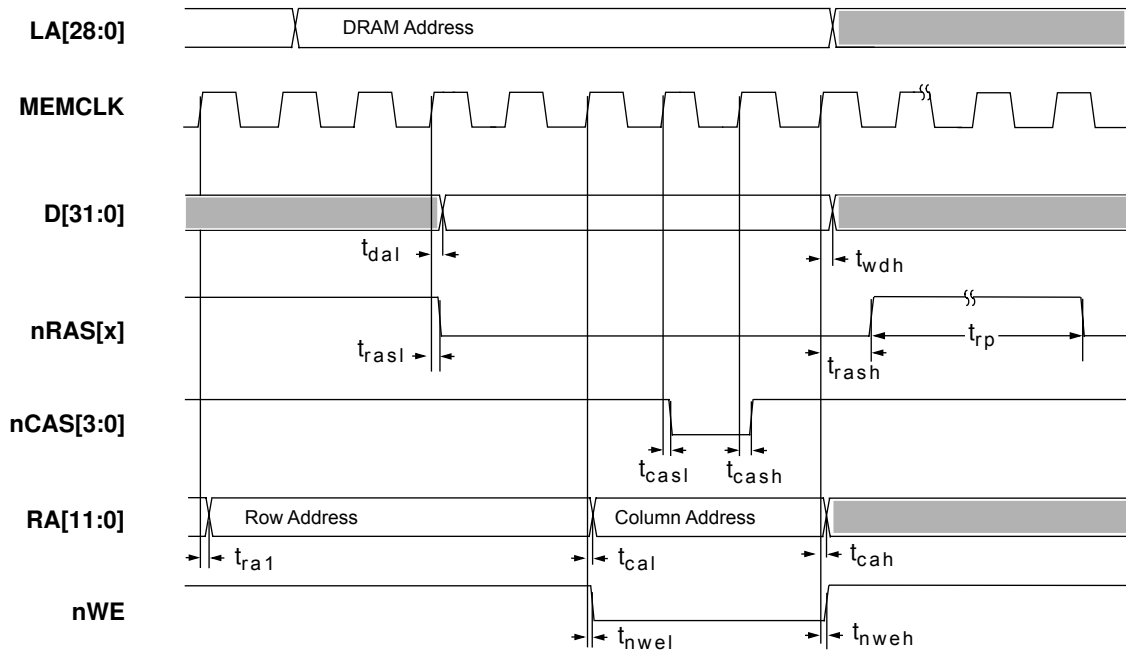 LA[28:0]
DRAM Address
MEMCLK
D[31:0]
tdal
twdh
nRAS[x]
trasl
trash
trp
nCAS[3:0]
tcasl
tcash
RA[11:0]
Row Address
Column Address
tra1
tcal
tcah
nWE
tnwel
tnweh